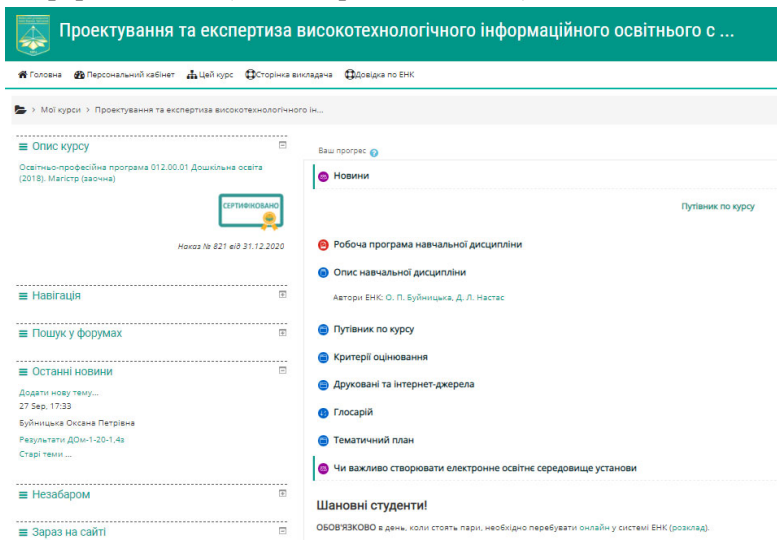 Проектування та експертиза високотехнологічного інформаційного освітнього с ...
Головна Персональний кабінет Цей курс Сторінка викладача Довідка по ЕНК
> Мої курси > Проектування та експертиза високотехнологічного ін...
Опис курсу
Освітньо-професійна програма 012.00.01 Дошкільна освіта
(2018). Магістр (заочна)
СЕРТИФІКОВАНО
Наказ № 821 від 31.12.2020
Навігація
Пошук у форумах
Останні новини
Додати нову тему...
27 Sep, 17:33
Буйницька Оксана Петрівна
Результати ДОм-1-20-1,4з
Старі теми ...
Незабаром
Зараз на сайті
Ваш прогрес
Новини
Путівник по курсу
Робоча програма навчальної дисципліни
Опис навчальної дисципліни
Автори ЕНК: О. П. Буйницька, Д. Л. Настас
Путівник по курсу
Критерії оцінювання
Друковані та інтернет-джерела
Глосарій
Тематичний план
Чи важливо створювати електронне освітнє середовище установи
Шановні студенти!
ОБОВ'ЯЗКОВО в день, коли стоять пари, необхідно перебувати онлайн у системі ЕНК (розклад).